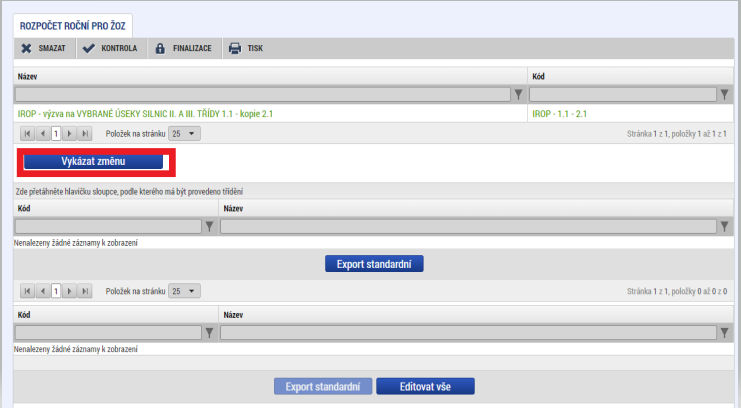 ROZPOČET ROČNÍ PRO ŽOZ
SMAZAT KONTROLA FINALIZACE TISK
Název Kód
IROP - výzva na VYBRANÉ ÚSEKY SILNIC II. A III. TŘÍDY 1.1 - kopie 2.1 IROP - 1.1 - 2.1
1 Položek na stránku 25 Stránka 1 z 1, položky 1 až 1 z 1
Vykázat změnu
Zde přetáhněte hlavičku sloupce, podle kterého má být provedeno třídění
Kód Název
Nenalezeny žádné záznamy k zobrazení
Export standardní
1 Položek na stránku 25 Stránka 1 z 1, položky 0 až 0 z 0
Kód Název
Nenalezeny žádné záznamy k zobrazení
Export standardní Editovat vše